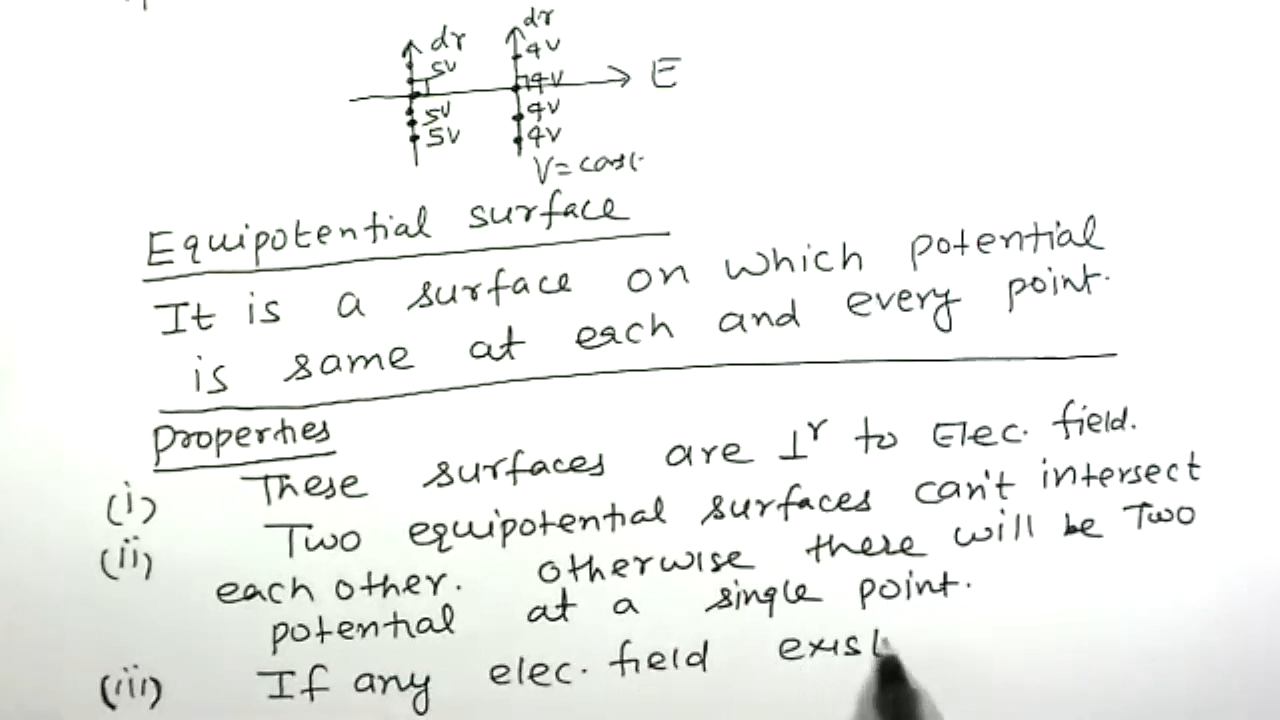 dr dr
5V 4V
4V E
5V 4V
5V 4V
V = const.
Equipotential surface
It is a surface on which potential
is same at each and every point.
Properties
(i) These surfaces are ⊥r to Elec. field.
(ii) Two equipotential surfaces can't intersect
each other. otherwise there will be Two
potential at a single point.
(iii) If any elec. field exist